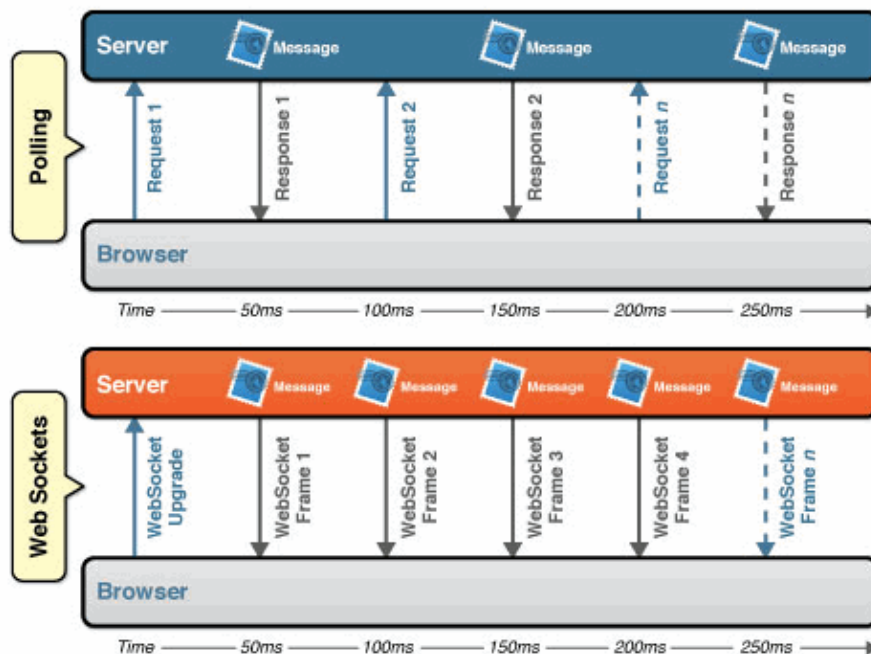 Polling
Server
Message
Message
Message
Request 1
Response 1
Request 2
Response 2
Request n
Response n
Browser
Time
50ms
100ms
150ms
200ms
250ms
Web Sockets
Server
Message
Message
Message
Message
Message
WebSocket
Upgrade
WebSocket
Frame 1
WebSocket
Frame 2
WebSocket
Frame 3
WebSocket
Frame 4
WebSocket
Frame n
Browser
Time
50ms
100ms
150ms
200ms
250ms